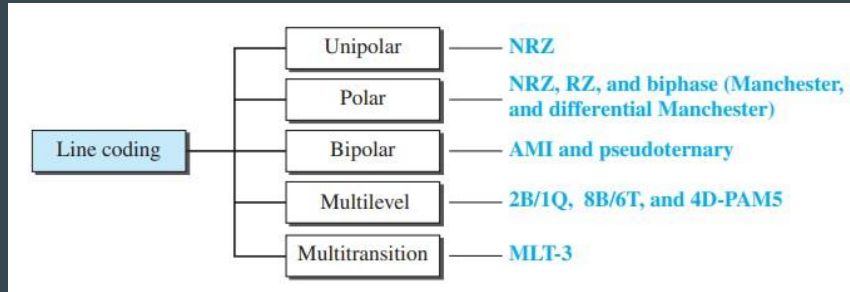 Unipolar
NRZ
Polar
NRZ, RZ, and biphase (Manchester,
and differential Manchester)
Line coding
Bipolar
AMI and pseudoternary
Multilevel
2B/1Q, 8B/6T, and 4D-PAM5
Multitransition
MLT-3